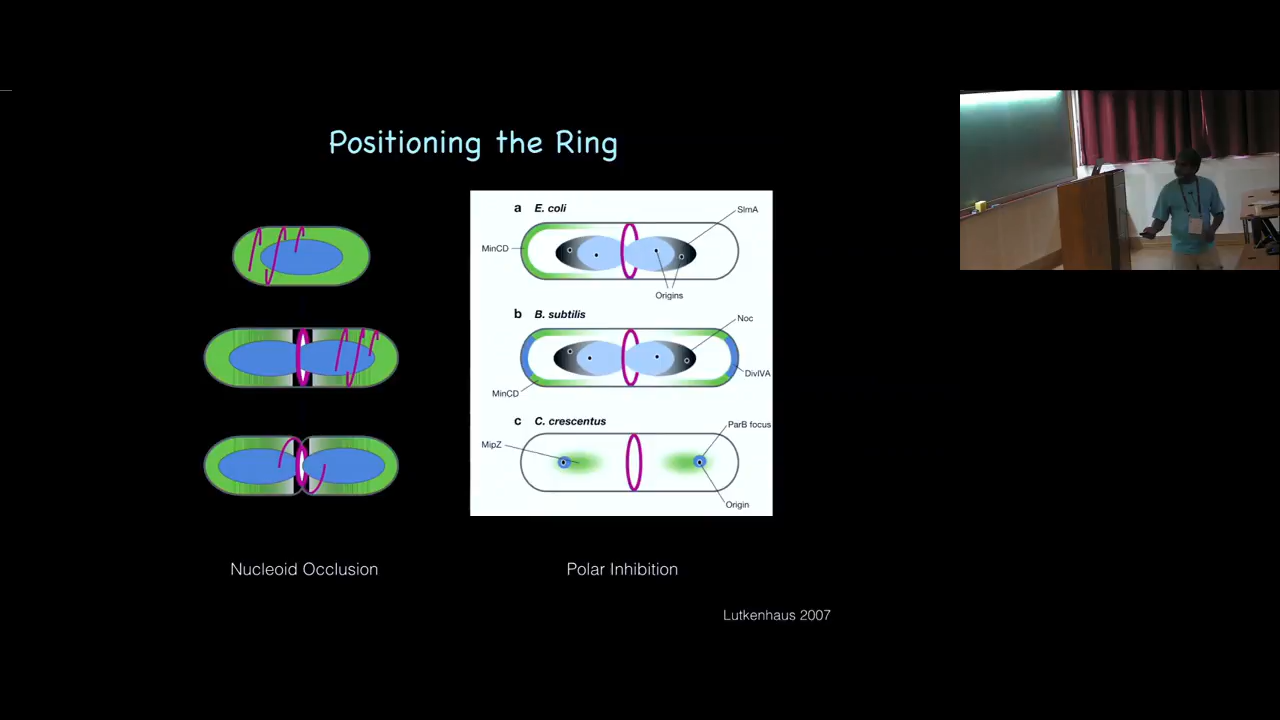 Positioning the Ring
a E. coli
SlmA
MinCD
Origins
b B. subtilis
Noc
DivIVA
MinCD
c C. crescentus
ParB focus
MipZ
Origin
Nucleoid Occlusion
Polar Inhibition
Lutkenhaus 2007